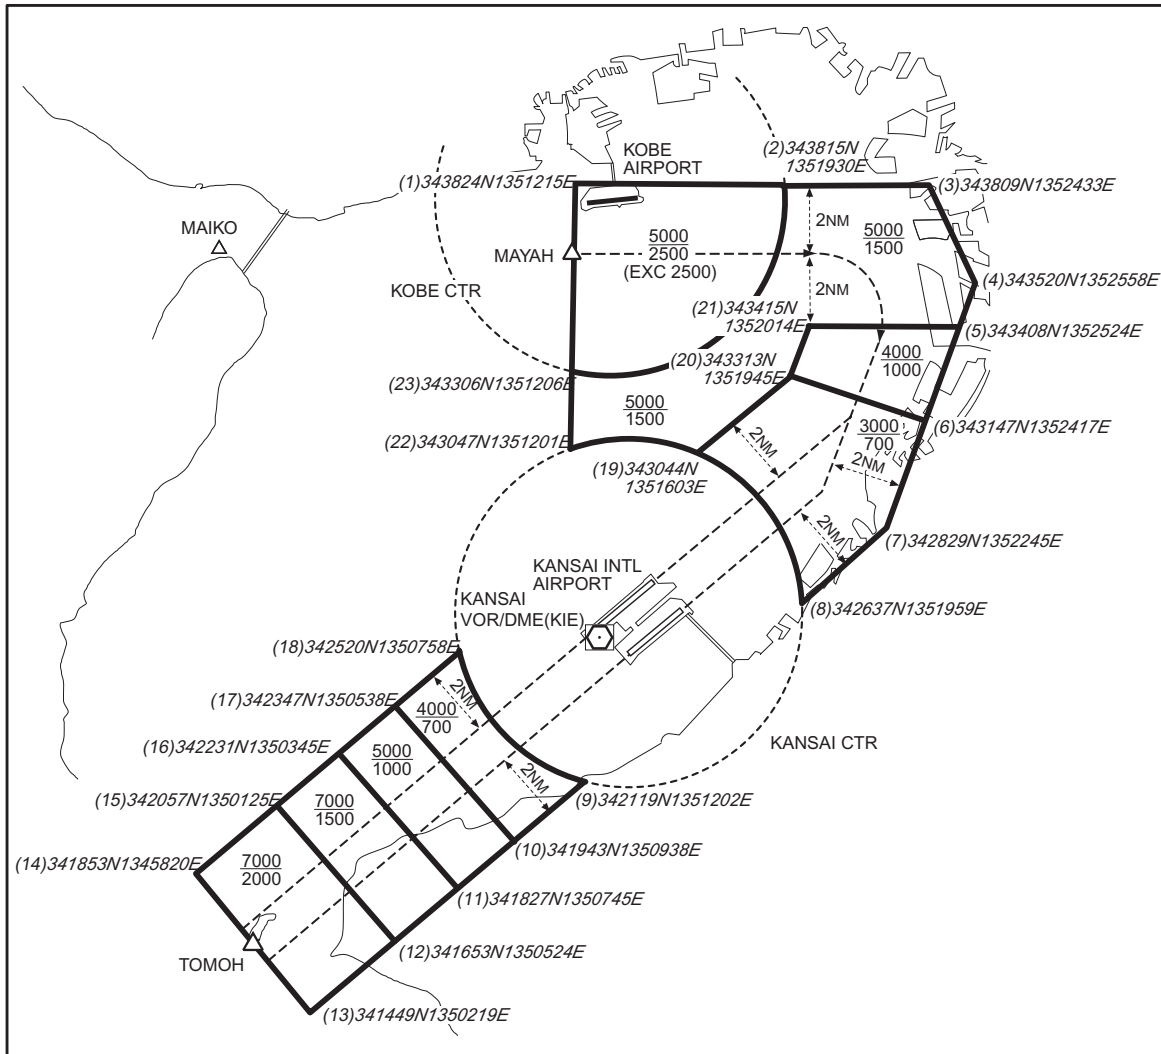 KOBE
AIRPORT
(2)343815N
1351930E
(1)343824N1351215E
(3)343809N1352433E
MAIKO
2NM
5000
1500
MAYAH
5000
2500
(EXC 2500)
KOBE CTR
2NM
(4)343520N1352558E
(21)343415N
1352014E
(5)343408N1352524E
(20)343313N
1351945E
4000
1000
(23)343306N1351206E
5000
1500
(6)343147N1352417E
3000
700
(22)343047N1351201E
2NM
2NM
(19)343044N
1351603E
2NM
(7)342829N1352245E
KANSAI INTL
AIRPORT
KANSAI
VOR/DME(KIE)
(8)342637N1351959E
(18)342520N1350758E
2NM
(17)342347N1350538E
4000
700
(16)342231N1350345E
5000
1000
KANSAI CTR
2NM
(15)342057N1350125E
7000
1500
(9)342119N1351202E
(14)341853N1345820E
7000
2000
(10)341943N1350938E
(11)341827N1350745E
(12)341653N1350524E
TOMOH
(13)341449N1350219E